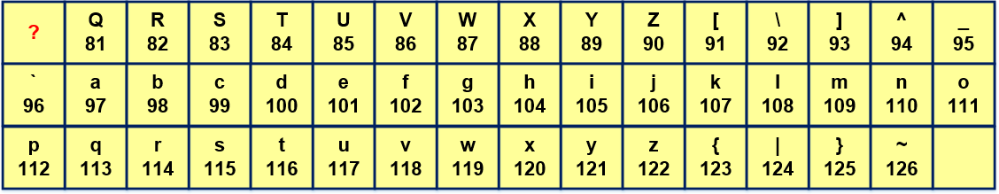 ? Q R S T U V W X Y Z [ \ ] ^ _
81 82 83 84 85 86 87 88 89 90 91 92 93 94 95
` a b c d e f g h i j k l m n o
96 97 98 99 100 101 102 103 104 105 106 107 108 109 110 111
p q r s t u v w x y z { | } ~
112 113 114 115 116 117 118 119 120 121 122 123 124 125 126